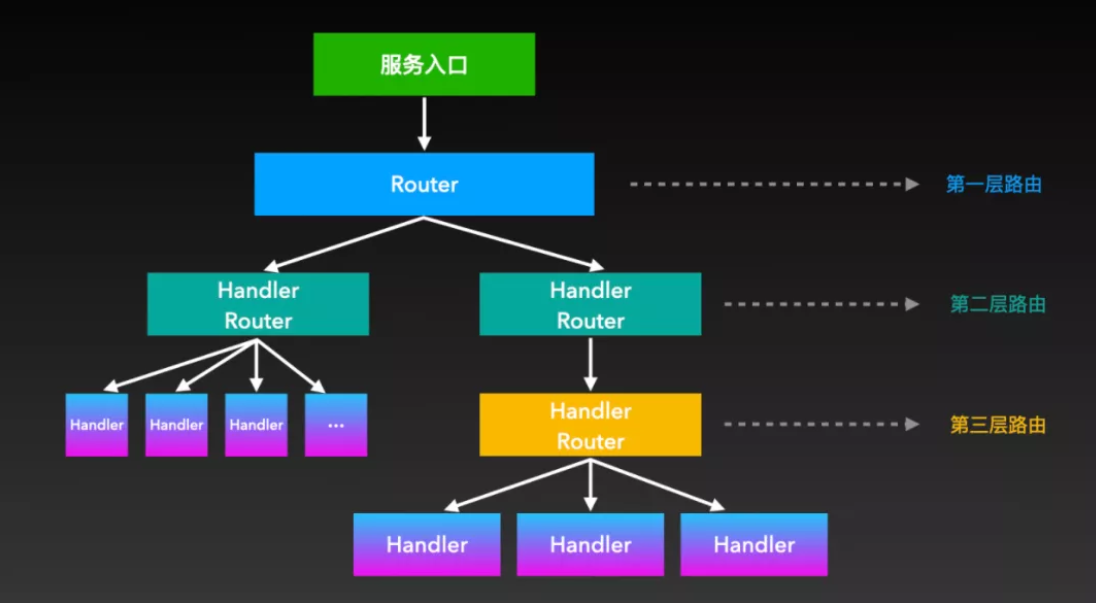 服务入口
Router
第一层路由
Handler
Router
Handler
Router
第二层路由
Handler
Handler
Handler
...
Handler
Router
第三层路由
Handler
Handler
Handler